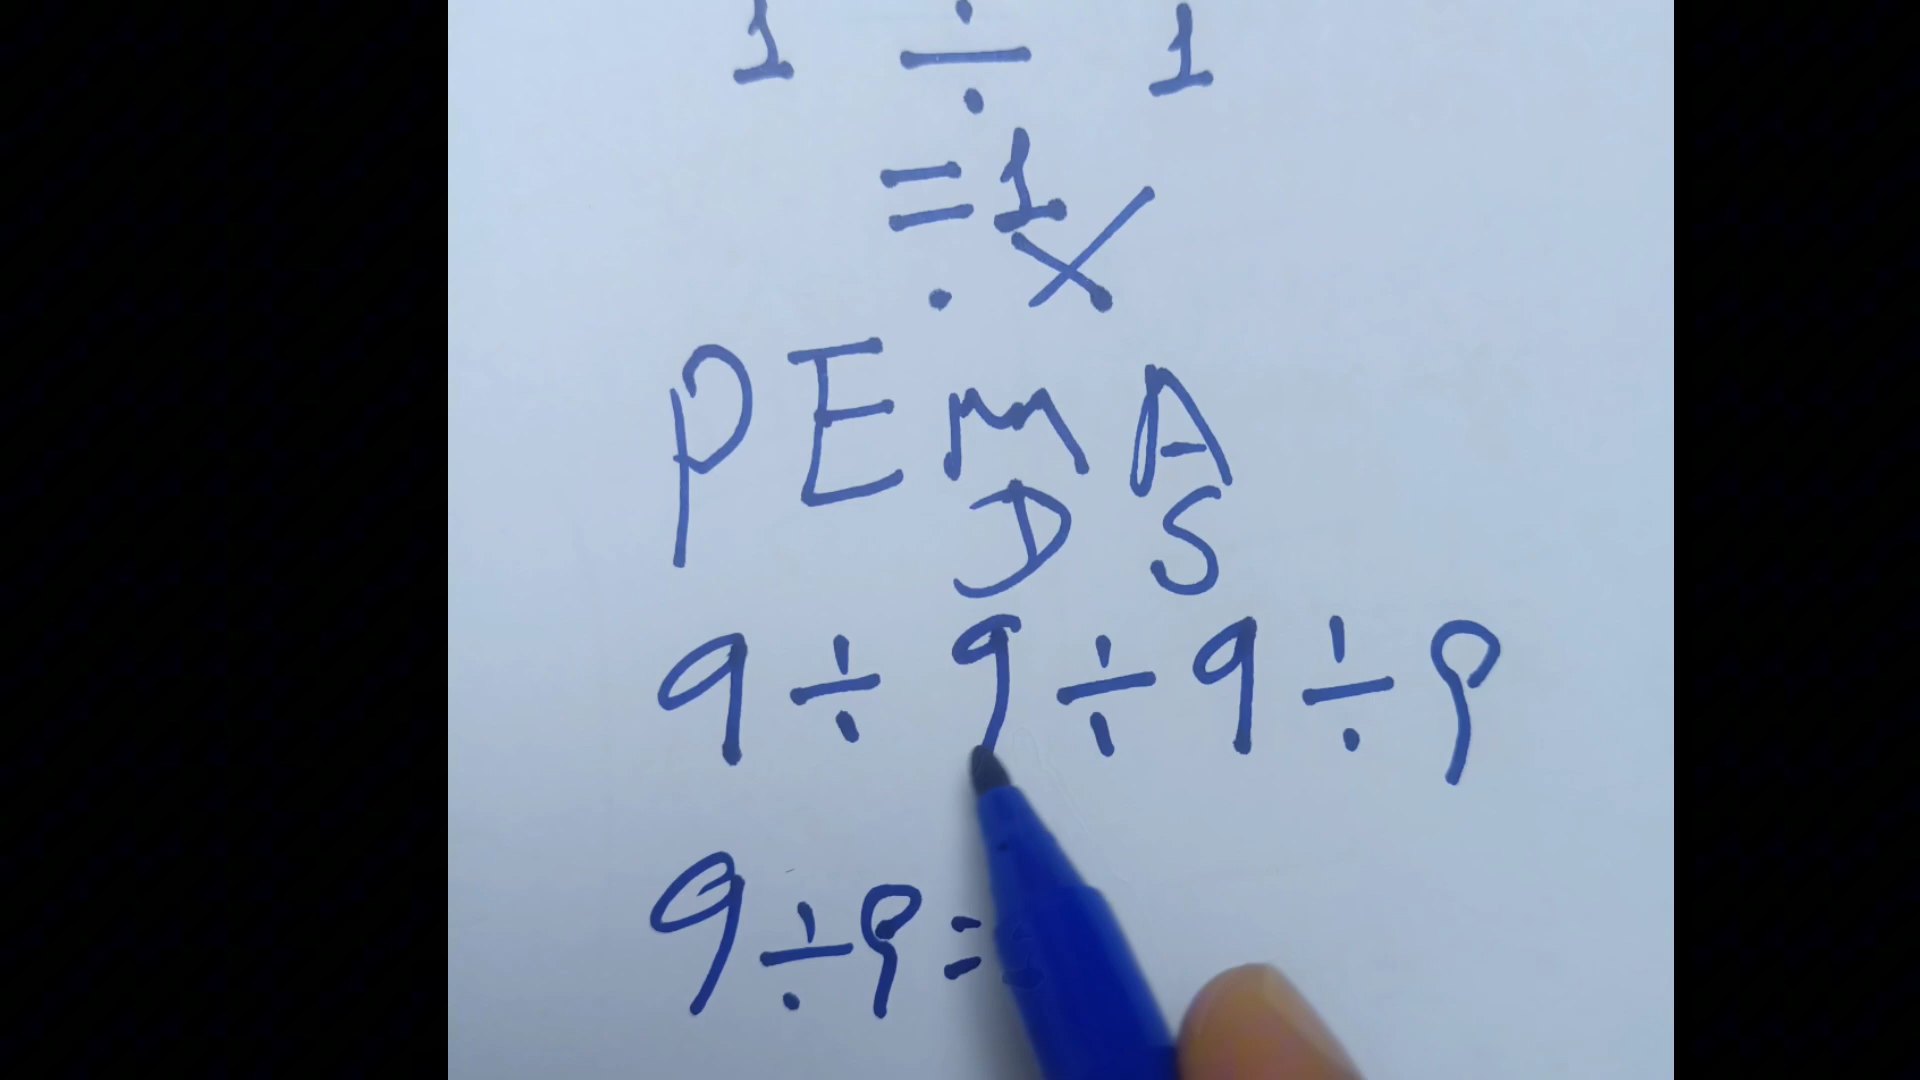 1 ÷ 1
= 1
PEMA
DS
9 ÷ 9 ÷ 9 ÷ 9
9 ÷ 9 =